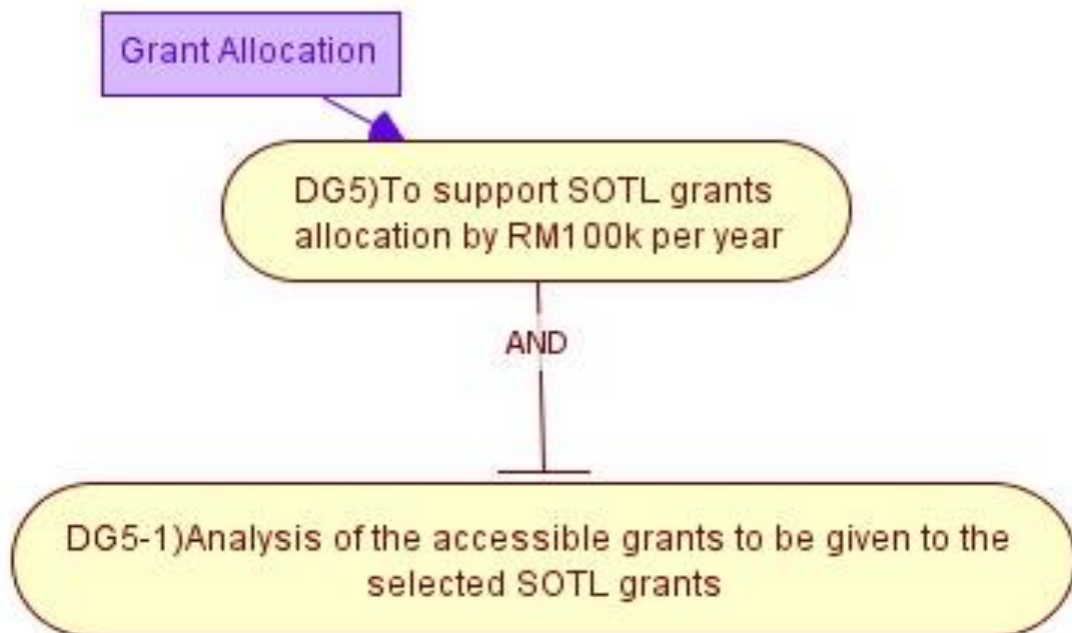 Grant Allocation
DG5)To support SOTL grants
allocation by RM100k per year
AND
DG5-1)Analysis of the accessible grants to be given to the
selected SOTL grants